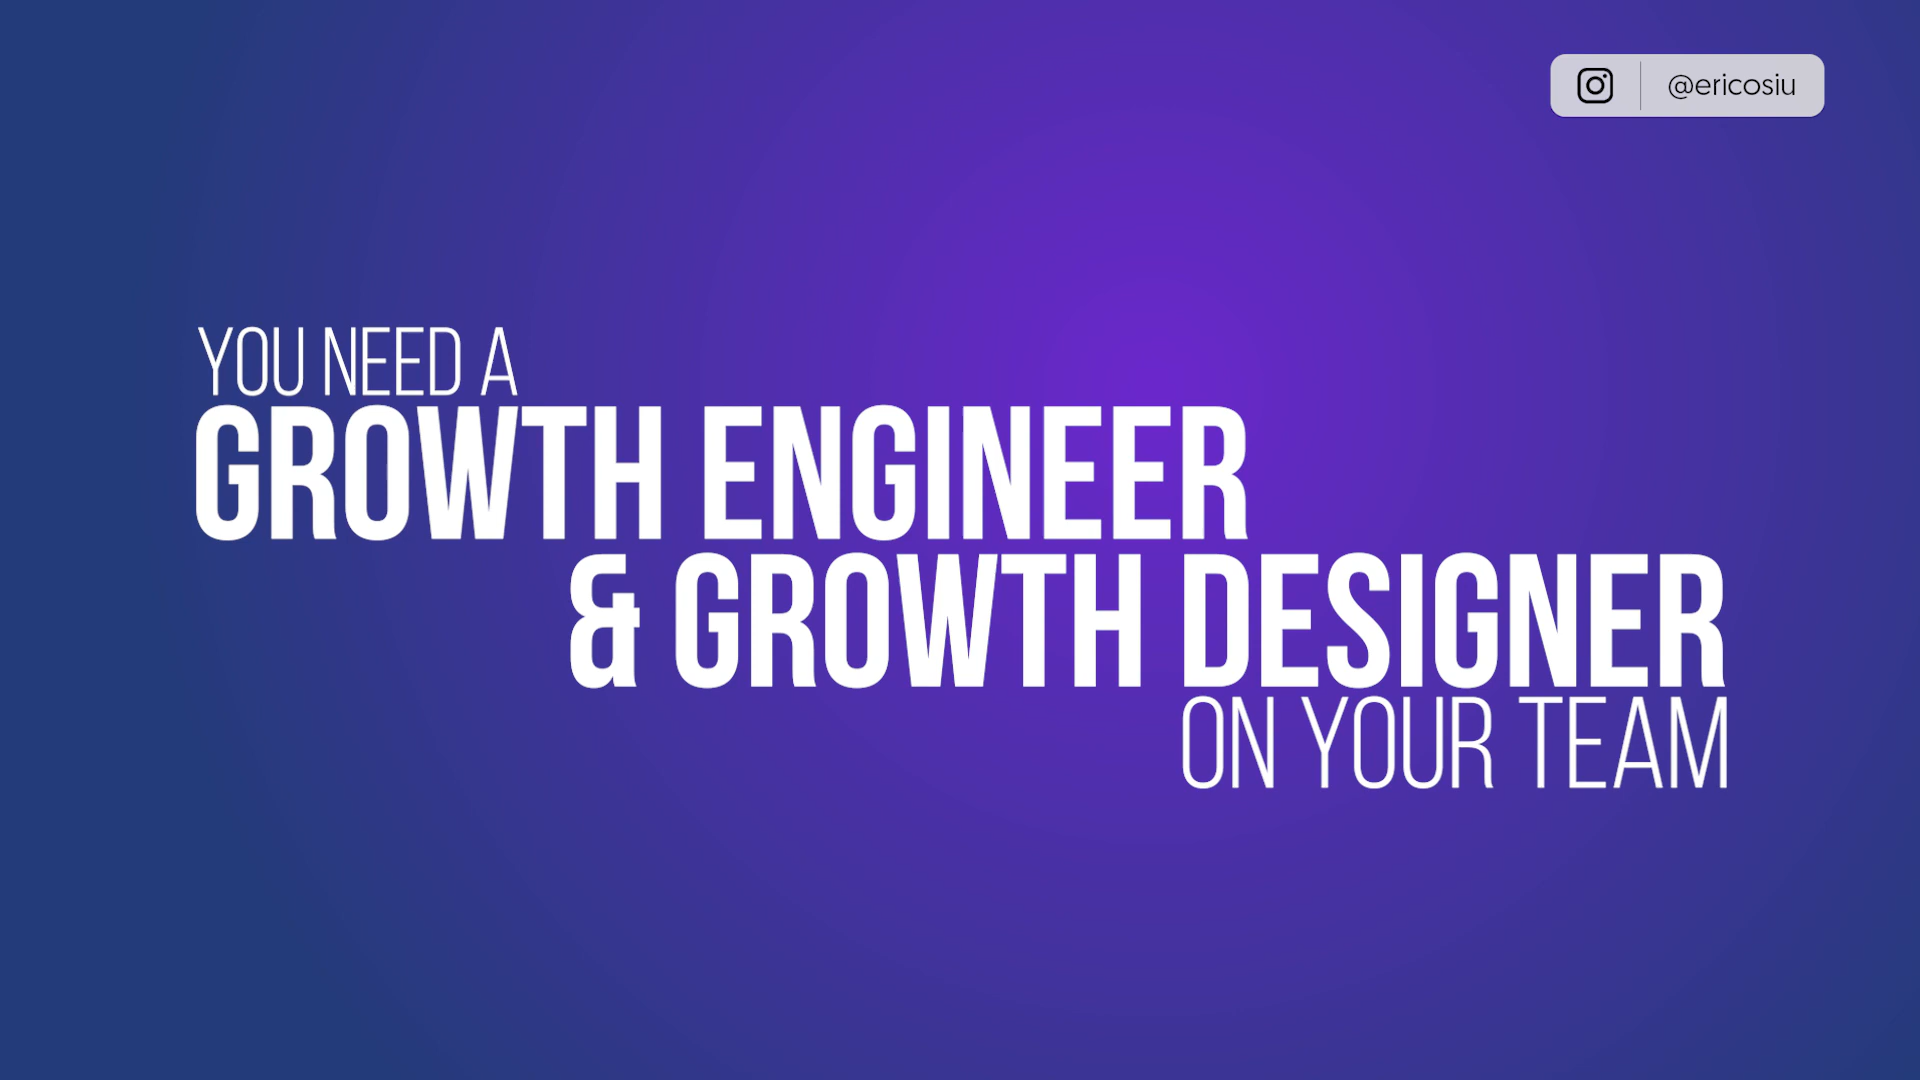 @ericosiu
YOU NEED A
GROWTH ENGINEER
& GROWTH DESIGNER
ON YOUR TEAM